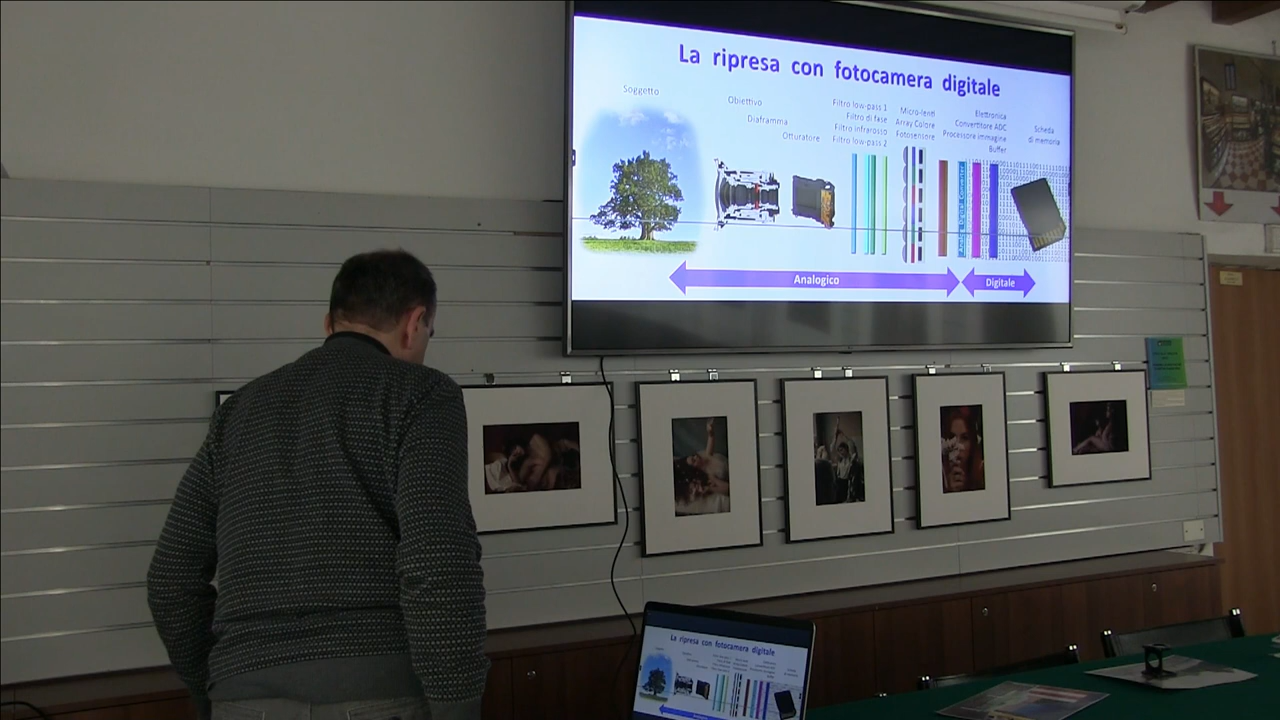 La ripresa con fotocamera digitale
Soggetto
Obiettivo
Diaframma
Otturatore
Filtro low-pass 1
Filtro di fase
Filtro infrarosso
Filtro low-pass 2
Micro-lenti
Array Colore
Fotosensore
Elettronica
Convertitore ADC
Processora immagine
Buffer
Scheda
di memoria
Analogico
Digitale
La ripresa con fotocamera digitale